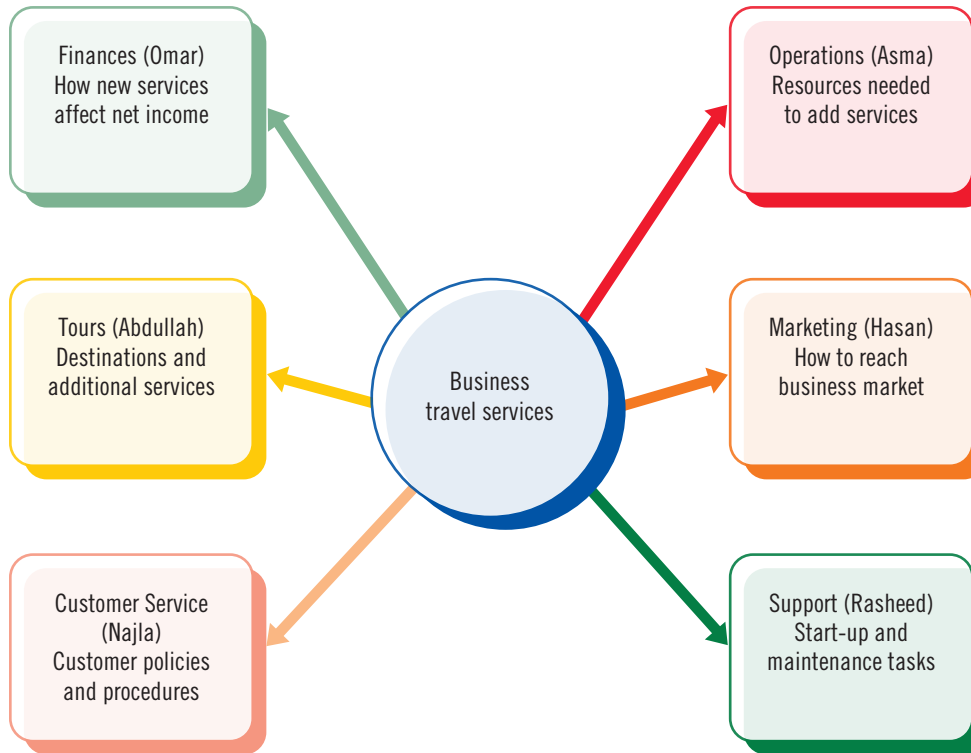 Finances (Omar)
How new services
affect net income
Operations (Asma)
Resources needed
to add services
Tours (Abdullah)
Destinations and
additional services
Business
travel services
Marketing (Hasan)
How to reach
business market
Customer Service
(Najla)
Customer policies
and procedures
Support (Rasheed)
Start-up and
maintenance tasks